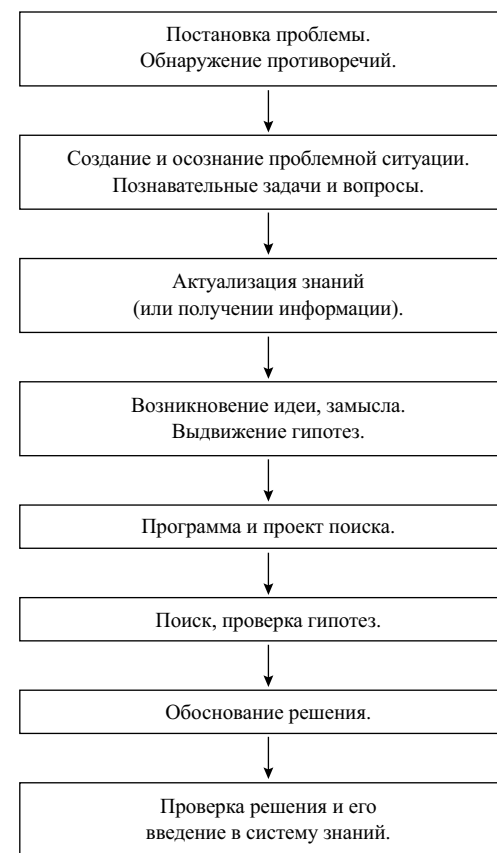 Постановка проблемы.
Обнаружение противоречий.
Создание и осознание проблемной ситуации.
Познавательные задачи и вопросы.
Актуализация знаний
(или получении информации).
Возникновение идеи, замысла.
Выдвижение гипотез.
Программа и проект поиска.
Поиск, проверка гипотез.
Обоснование решения.
Проверка решения и его
введение в систему знаний.